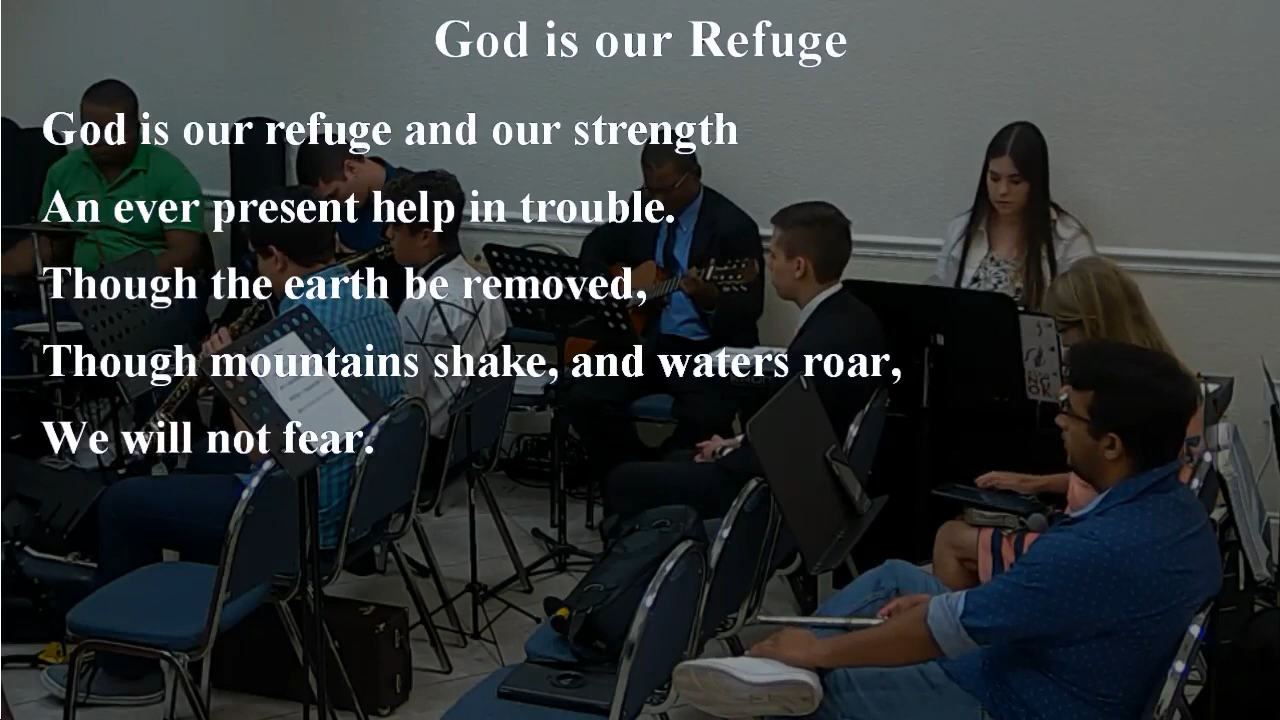 God is our Refuge
God is our refuge and our strength
An ever present help in trouble.
Though the earth be removed,
Though mountains shake, and waters roar,
We will not fear.